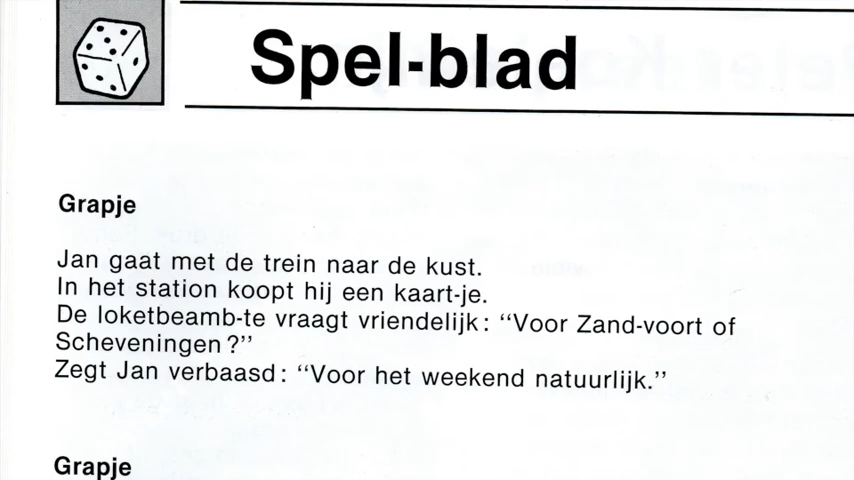 Spel-blad
Grapje
Jan gaat met de trein naar de kust.
In het station koopt hij een kaart-je.
De loketbeamb-te vraagt vriendelijk: “Voor Zand-voort of
Scheveningen?”
Zegt Jan verbaasd: “Voor het weekend natuurlijk.”
Grapje